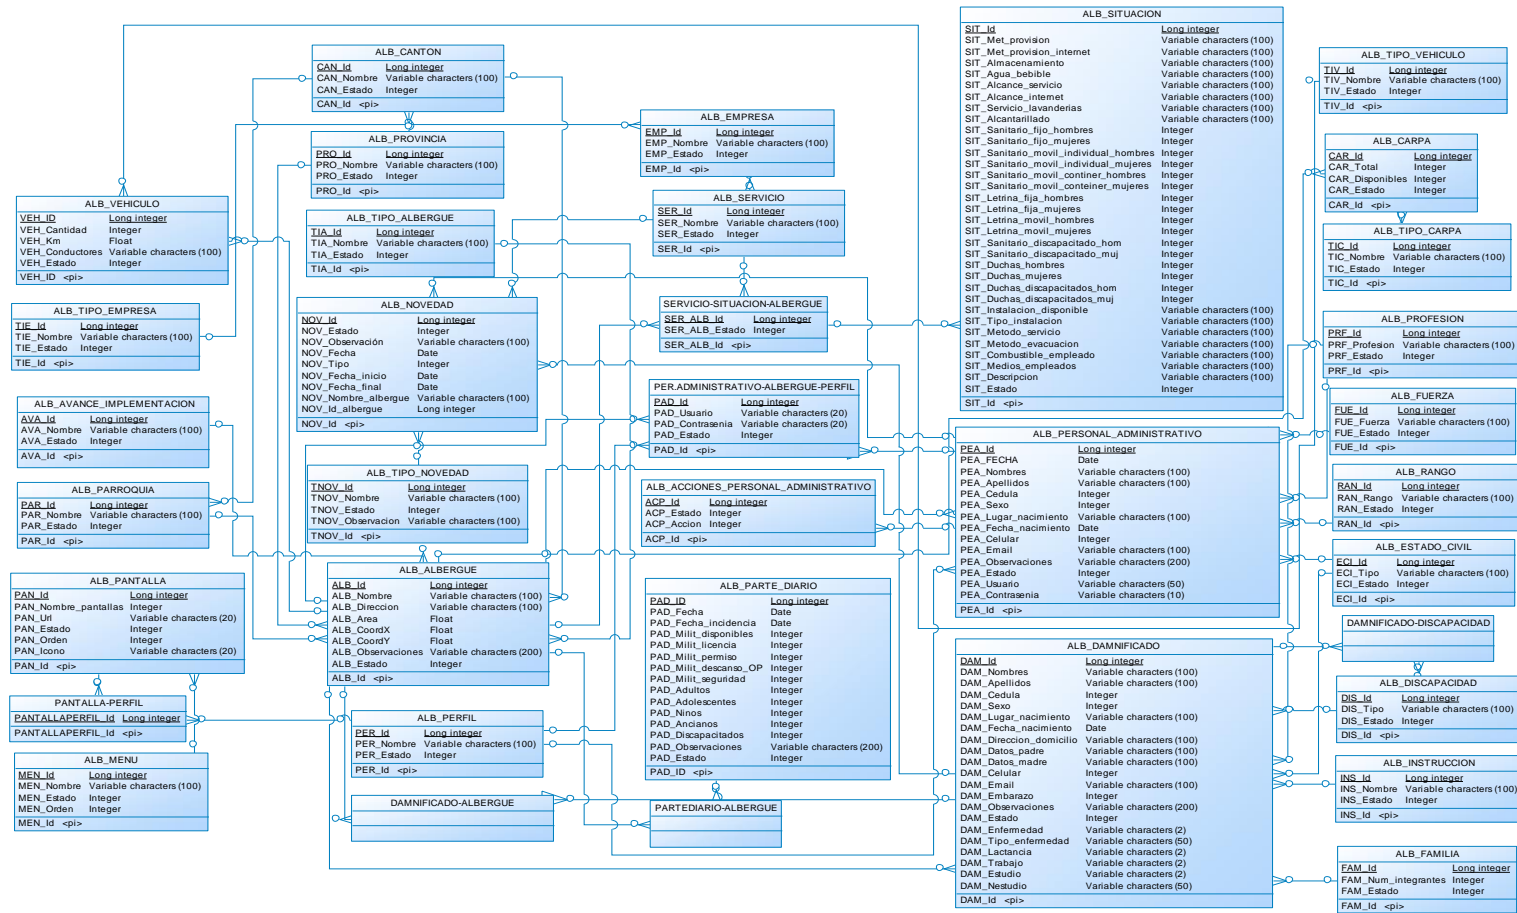 ALB_SITUACION
SIT_Id Long integer
SIT_Met_provision Variable characters (100)
SIT_Met_provision_internet Variable characters (100)
SIT_Almacenamiento Variable characters (100)
SIT_Agua_bebible Variable characters (100)
SIT_Alcance_servicio Variable characters (100)
SIT_Alcance_internet Variable characters (100)
SIT_Servicio_lavanderias Variable characters (100)
SIT_Alcantarillado Variable characters (100)
SIT_Sanitario_fijo_hombres Integer
SIT_Sanitario_fijo_mujeres Integer
SIT_Sanitario_movil_individual_hombres Integer
SIT_Sanitario_movil_individual_mujeres Integer
SIT_Sanitario_movil_continer_hombres Integer
SIT_Sanitario_movil_conteiner_mujeres Integer
SIT_Letrina_fija_hombres Integer
SIT_Letrina_fija_mujeres Integer
SIT_Letrina_movil_hombres Integer
SIT_Letrina_movil_mujeres Integer
SIT_Sanitario_discapacitado_hom Integer
SIT_Sanitario_discapacitado_muj Integer
SIT_Duchas_hombres Integer
SIT_Duchas_mujeres Integer
SIT_Duchas_discapacitados_hom Integer
SIT_Duchas_discapacitados_muj Integer
SIT_Instalacion_disponible Variable characters (100)
SIT_Tipo_instalacion Variable characters (100)
SIT_Metodo_servicio Variable characters (100)
SIT_Metodo_evacuacion Variable characters (100)
SIT_Combustible_empleado Variable characters (100)
SIT_Medios_empleados Variable characters (100)
SIT_Descripcion Variable characters (100)
SIT_Estado Integer
SIT_Id <pi>
ALB_CANTON
CAN_Id Long integer
CAN_Nombre Variable characters (100)
CAN_Estado Integer
CAN_Id <pi>
ALB_TIPO_VEHICULO
TIV_Id Long integer
TIV_Nombre Variable characters (100)
TIV_Estado Integer
TIV_Id <pi>
ALB_EMPRESA
EMP_Id Long integer
EMP_Nombre Variable characters (100)
EMP_Estado Integer
EMP_Id <pi>
ALB_PROVINCIA
PRO_Id Long integer
PRO_Nombre Variable characters (100)
PRO_Estado Integer
PRO_Id <pi>
ALB_CARPA
CAR_Id Long integer
CAR_Total Integer
CAR_Disponibles Integer
CAR_Estado Integer
CAR_Id <pi>
ALB_VEHICULO
VEH_ID Long integer
VEH_Cantidad Integer
VEH_Km Float
VEH_Conductores Variable characters (100)
VEH_Estado Integer
VEH_ID <pi>
ALB_TIPO_ALBERGUE
TIA_Id Long integer
TIA_Nombre Variable characters (100)
TIA_Estado Integer
TIA_Id <pi>
ALB_SERVICIO
SER_Id Long integer
SER_Nombre Variable characters (100)
SER_Estado Integer
SER_Id <pi>
ALB_TIPO_CARPA
TIC_Id Long integer
TIC_Nombre Variable characters (100)
TIC_Estado Integer
TIC_Id <pi>
ALB_TIPO_EMPRESA
TIE_Id Long integer
TIE_Nombre Variable characters (100)
TIE_Estado Integer
TIE_Id <pi>
ALB_NOVEDAD
NOV_Id Long integer
NOV_Estado Integer
NOV_Observación Variable characters (100)
NOV_Fecha Date
NOV_Tipo Integer
NOV_Fecha_inicio Date
NOV_Fecha_final Date
NOV_Nombre_albergue Variable characters (100)
NOV_Id_albergue Long integer
NOV_Id <pi>
SERVICIO-SITUACION-ALBERGUE
SER_ALB_Id Long integer
SER_ALB_Estado Integer
SER_ALB_Id <pi>
ALB_PROFESION
PRF_Id Long integer
PRF_Profesion Variable characters (100)
PRF_Estado Integer
PRF_Id <pi>
ALB_AVANCE_IMPLEMENTACION
AVA_Id Long integer
AVA_Nombre Variable characters (100)
AVA_Estado Integer
AVA_Id <pi>
PER.ADMINISTRATIVO-ALBERGUE-PERFIL
PAD_Id Long integer
PAD_Usuario Variable characters (20)
PAD_Contrasenia Variable characters (20)
PAD_Estado Integer
PAD_Id <pi>
ALB_FUERZA
FUE_Id Long integer
FUE_Fuerza Variable characters (100)
FUE_Estado Integer
FUE_Id <pi>
ALB_PERSONAL_ADMINISTRATIVO
PEA_Id Long integer
PEA_FECHA Date
PEA_Nombres Variable characters (100)
PEA_Apellidos Variable characters (100)
PEA_Cedula Integer
PEA_Sexo Integer
PEA_Lugar_nacimiento Variable characters (100)
PEA_Fecha_nacimiento Date
PEA_Celular Integer
PEA_Email Variable characters (100)
PEA_Observaciones Variable characters (200)
PEA_Estado Integer
PEA_Usuario Variable characters (50)
PEA_Contrasenia Variable characters (10)
PEA_Id <pi>
ALB_PARROQUIA
PAR_Id Long integer
PAR_Nombre Variable characters (100)
PAR_Estado Integer
PAR_Id <pi>
ALB_TIPO_NOVEDAD
TNOV_Id Long integer
TNOV_Nombre Variable characters (100)
TNOV_Estado Integer
TNOV_Observacion Variable characters (100)
TNOV_Id <pi>
ALB_ACCIONES_PERSONAL_ADMINISTRATIVO
ACP_Id Long integer
ACP_Estado Integer
ACP_Accion Integer
ACP_Id <pi>
ALB_RANGO
RAN_Id Long integer
RAN_Rango Variable characters (100)
RAN_Estado Integer
RAN_Id <pi>
ALB_ESTADO_CIVIL
ECI_Id Long integer
ECI_Tipo Variable characters (100)
ECI_Estado Integer
ECI_Id <pi>
ALB_PANTALLA
PAN_Id Long integer
PAN_Nombre_pantallas Integer
PAN_Url Variable characters (20)
PAN_Estado Integer
PAN_Orden Integer
PAN_Icono Variable characters (20)
PAN_Id <pi>
ALB_ALBERGUE
ALB_Id Long integer
ALB_Nombre Variable characters (100)
ALB_Direccion Variable characters (100)
ALB_Area Float
ALB_CoordX Float
ALB_CoordY Float
ALB_Observaciones Variable characters (200)
ALB_Estado Integer
ALB_Id <pi>
ALB_PARTE_DIARIO
PAD_ID Long integer
PAD_Fecha Date
PAD_Fecha_incidencia Date
PAD_Milit_disponibles Integer
PAD_Milit_licencia Integer
PAD_Milit_permiso Integer
PAD_Milit_descanso_OP Integer
PAD_Milit_seguridad Integer
PAD_Adultos Integer
PAD_Adolescentes Integer
PAD_Ninos Integer
PAD_Ancianos Integer
PAD_Discapacitados Integer
PAD_Observaciones Variable characters (200)
PAD_Estado Integer
PAD_ID <pi>
DAMNIFICADO-DISCAPACIDAD
ALB_DAMNIFICADO
DAM_Id Long integer
DAM_Nombres Variable characters (100)
DAM_Apellidos Variable characters (100)
DAM_Cedula Integer
DAM_Sexo Integer
DAM_Lugar_nacimiento Variable characters (100)
DAM_Fecha_nacimiento Date
DAM_Direccion_domicilio Variable characters (100)
DAM_Datos_padre Variable characters (100)
DAM_Datos_madre Variable characters (100)
DAM_Celular Integer
DAM_Email Variable characters (100)
DAM_Embarazo Integer
DAM_Observaciones Variable characters (200)
DAM_Estado Integer
DAM_Enfermedad Variable characters (2)
DAM_Tipo_enfermedad Variable characters (50)
DAM_Lactancia Variable characters (2)
DAM_Trabajo Variable characters (2)
DAM_Estudio Variable characters (2)
DAM_Nestudio Variable characters (50)
DAM_Id <pi>
ALB_DISCAPACIDAD
DIS_Id Long integer
DIS_Tipo Variable characters (100)
DIS_Estado Integer
DIS_Id <pi>
PANTALLA-PERFIL
PANTALLAPERFIL_Id Long integer
PANTALLAPERFIL_Id <pi>
ALB_PERFIL
PER_Id Long integer
PER_Nombre Variable characters (100)
PER_Estado Integer
PER_Id <pi>
ALB_MENU
MEN_Id Long integer
MEN_Nombre Variable characters (100)
MEN_Estado Integer
MEN_Orden Integer
MEN_Id <pi>
ALB_INSTRUCCION
INS_Id Long integer
INS_Nombre Variable characters (100)
INS_Estado Integer
INS_Id <pi>
DAMNIFICADO-ALBERGUE
PARTEDIARIO-ALBERGUE
ALB_FAMILIA
FAM_Id Long integer
FAM_Num_integrantes Integer
FAM_Estado Integer
FAM_Id <pi>